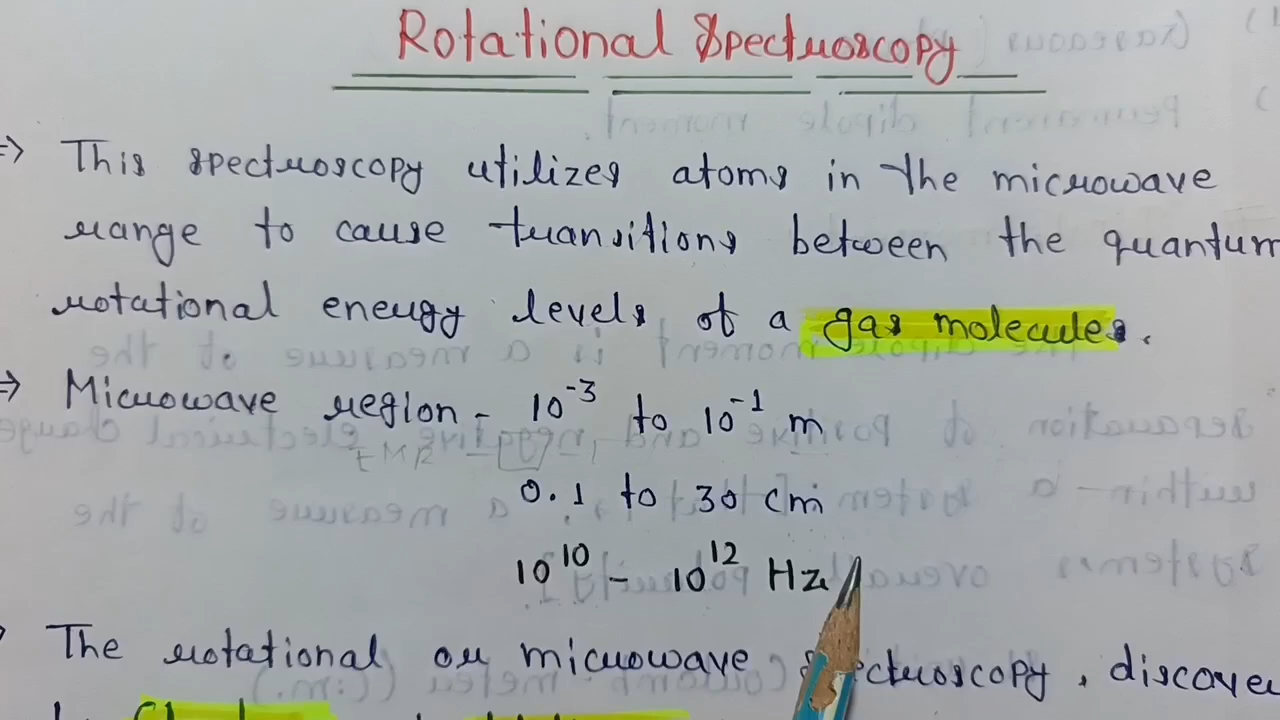 Rotational Spectroscopy
⇒ This spectroscopy utilizes atoms in the microwave
range to cause transitions between the quantum
rotational energy levels of a gas molecules.
⇒ Microwave region - 10⁻³ to 10⁻¹ m
EMR
0.1 to 30 cm
10¹⁰ - 10¹² Hz
The rotational or microwave spectroscopy, discove